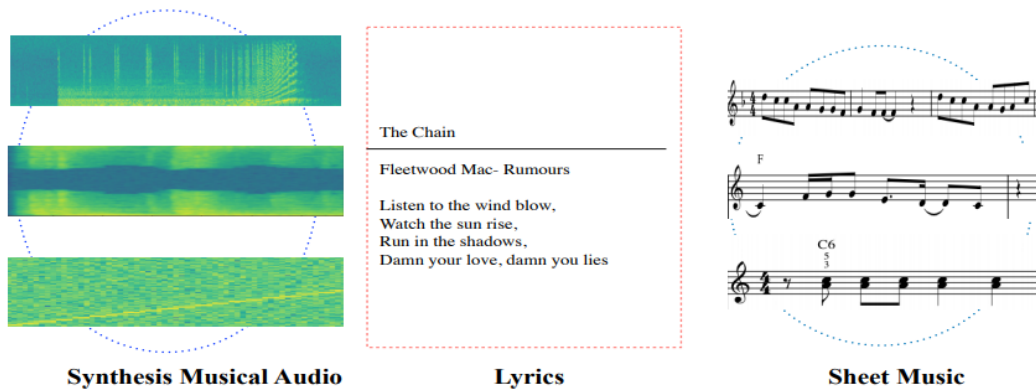 The Chain
Fleetwood Mac- Rumours
Listen to the wind blow,
Watch the sun rise,
Run in the shadows,
Damn your love, damn you lies
F
C6
5
3
Synthesis Musical Audio
Lyrics
Sheet Music